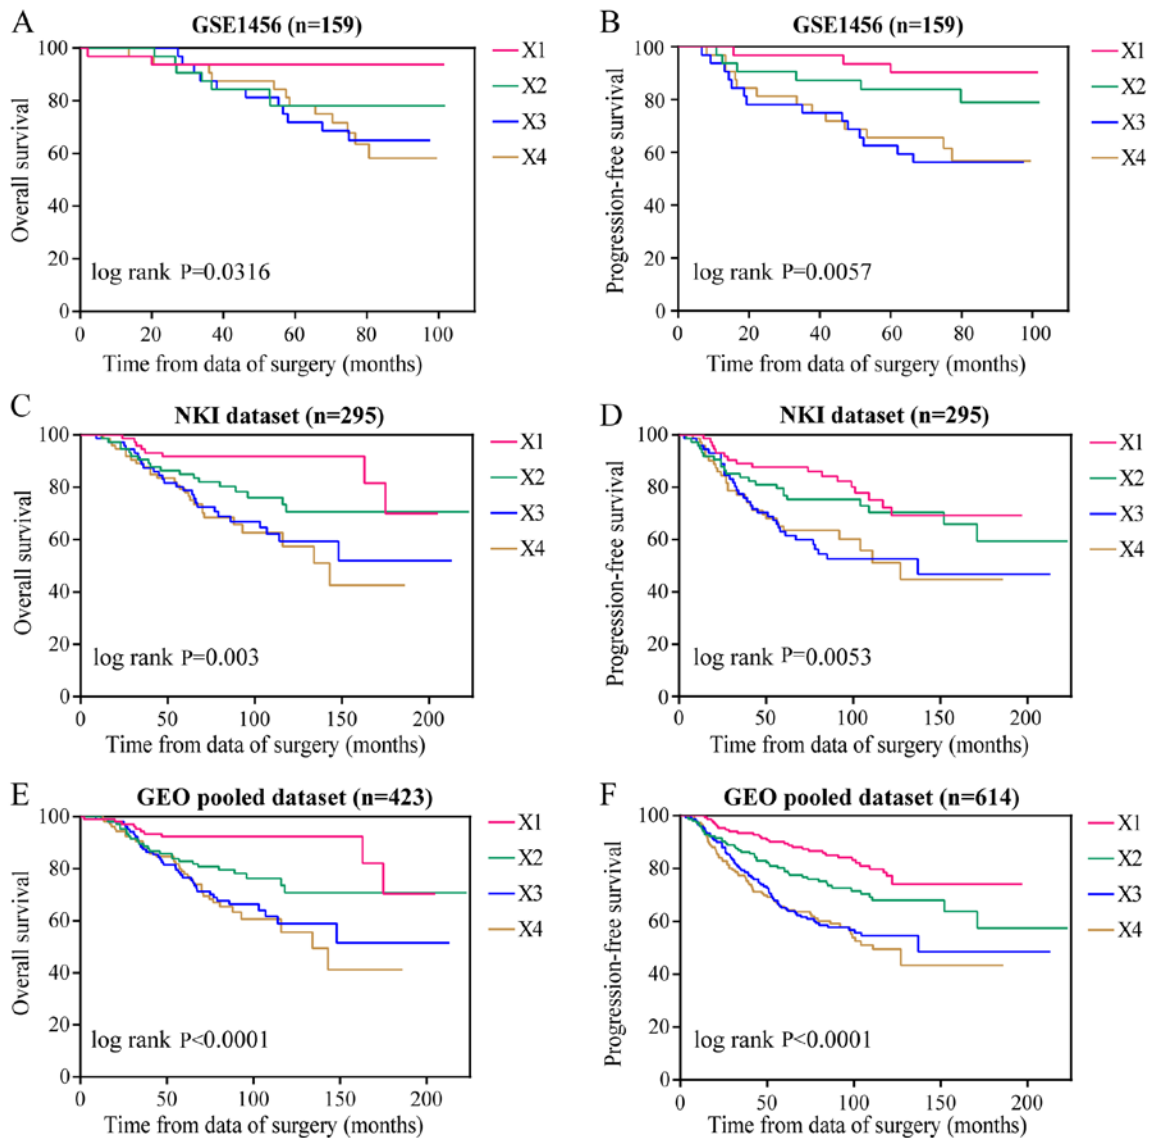 A
GSE1456 (n=159)
Overall survival
100
80
60
40
20
0
log rank P=0.0316
0 20 40 60 80 100
Time from data of surgery (months)
X1
X2
X3
X4
B
GSE1456 (n=159)
Progression-free survival
100
80
60
40
20
0
log rank P=0.0057
0 20 40 60 80 100
Time from data of surgery (months)
X1
X2
X3
X4
C
NKI dataset (n=295)
Overall survival
100
80
60
40
20
0
log rank P=0.003
0 50 100 150 200
Time from data of surgery (months)
X1
X2
X3
X4
D
NKI dataset (n=295)
Progression-free survival
100
80
60
40
20
0
log rank P=0.0053
0 50 100 150 200
Time from data of surgery (months)
X1
X2
X3
X4
E
GEO pooled dataset (n=423)
Overall survival
100
80
60
40
20
0
log rank P<0.0001
0 50 100 150 200
Time from data of surgery (months)
X1
X2
X3
X4
F
GEO pooled dataset (n=614)
Progression-free survival
100
80
60
40
20
0
log rank P<0.0001
0 50 100 150 200
Time from data of surgery (months)
X1
X2
X3
X4